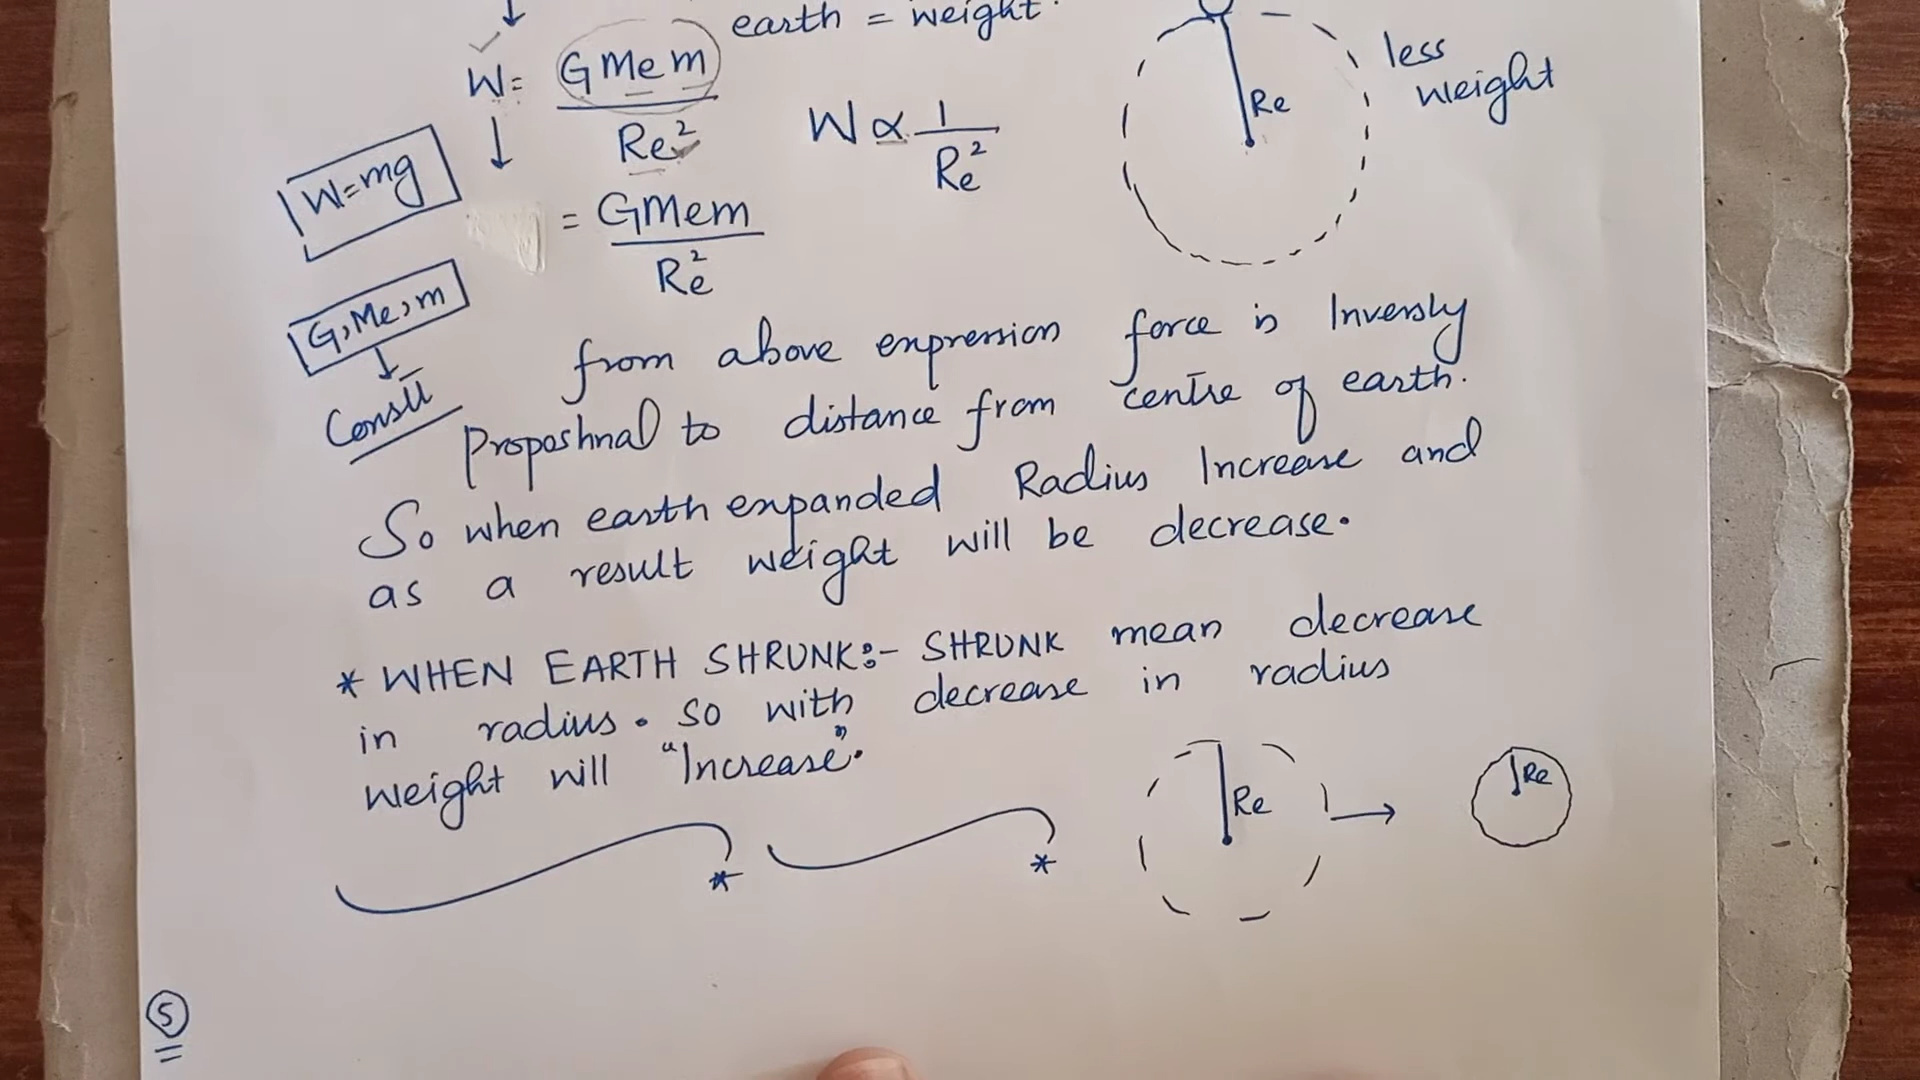 earth = weight.
W = GMem
Re²
less
weight
Re
W ∝ 1
Re²
W=mg
= GMem
Re²
G, Me, m
Constt
from above expression force is Inversly
Proposhnal to distance from centre of earth.
So when earth expanded Radius Increase and
as a result weight will be decrease.
* WHEN EARTH SHRUNK:- SHRUNK mean decrease
in radius. So with decrease in radius
weight will "Increase".
Re
Re
* *
5